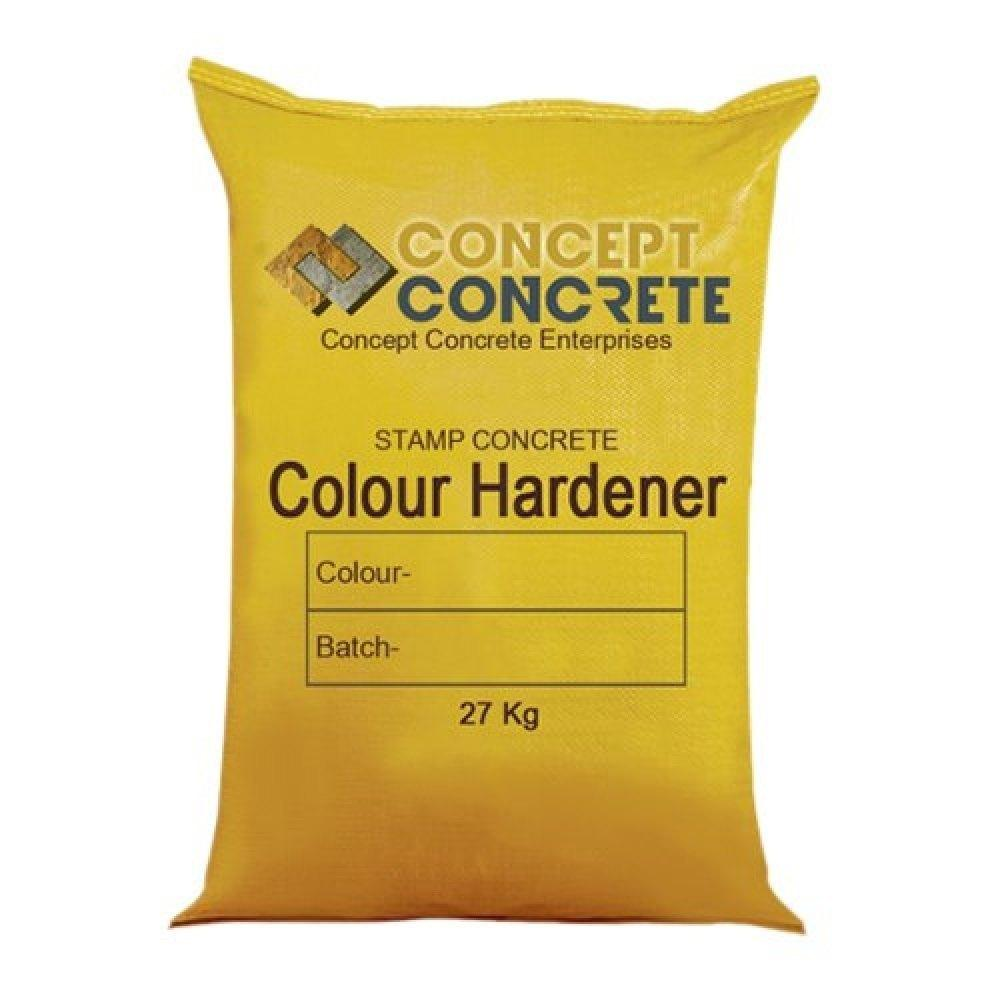 CONCEPT
CONCRETE
Concept Concrete Enterprises
STAMP CONCRETE
Colour Hardener
Colour-
Batch-
27 Kg